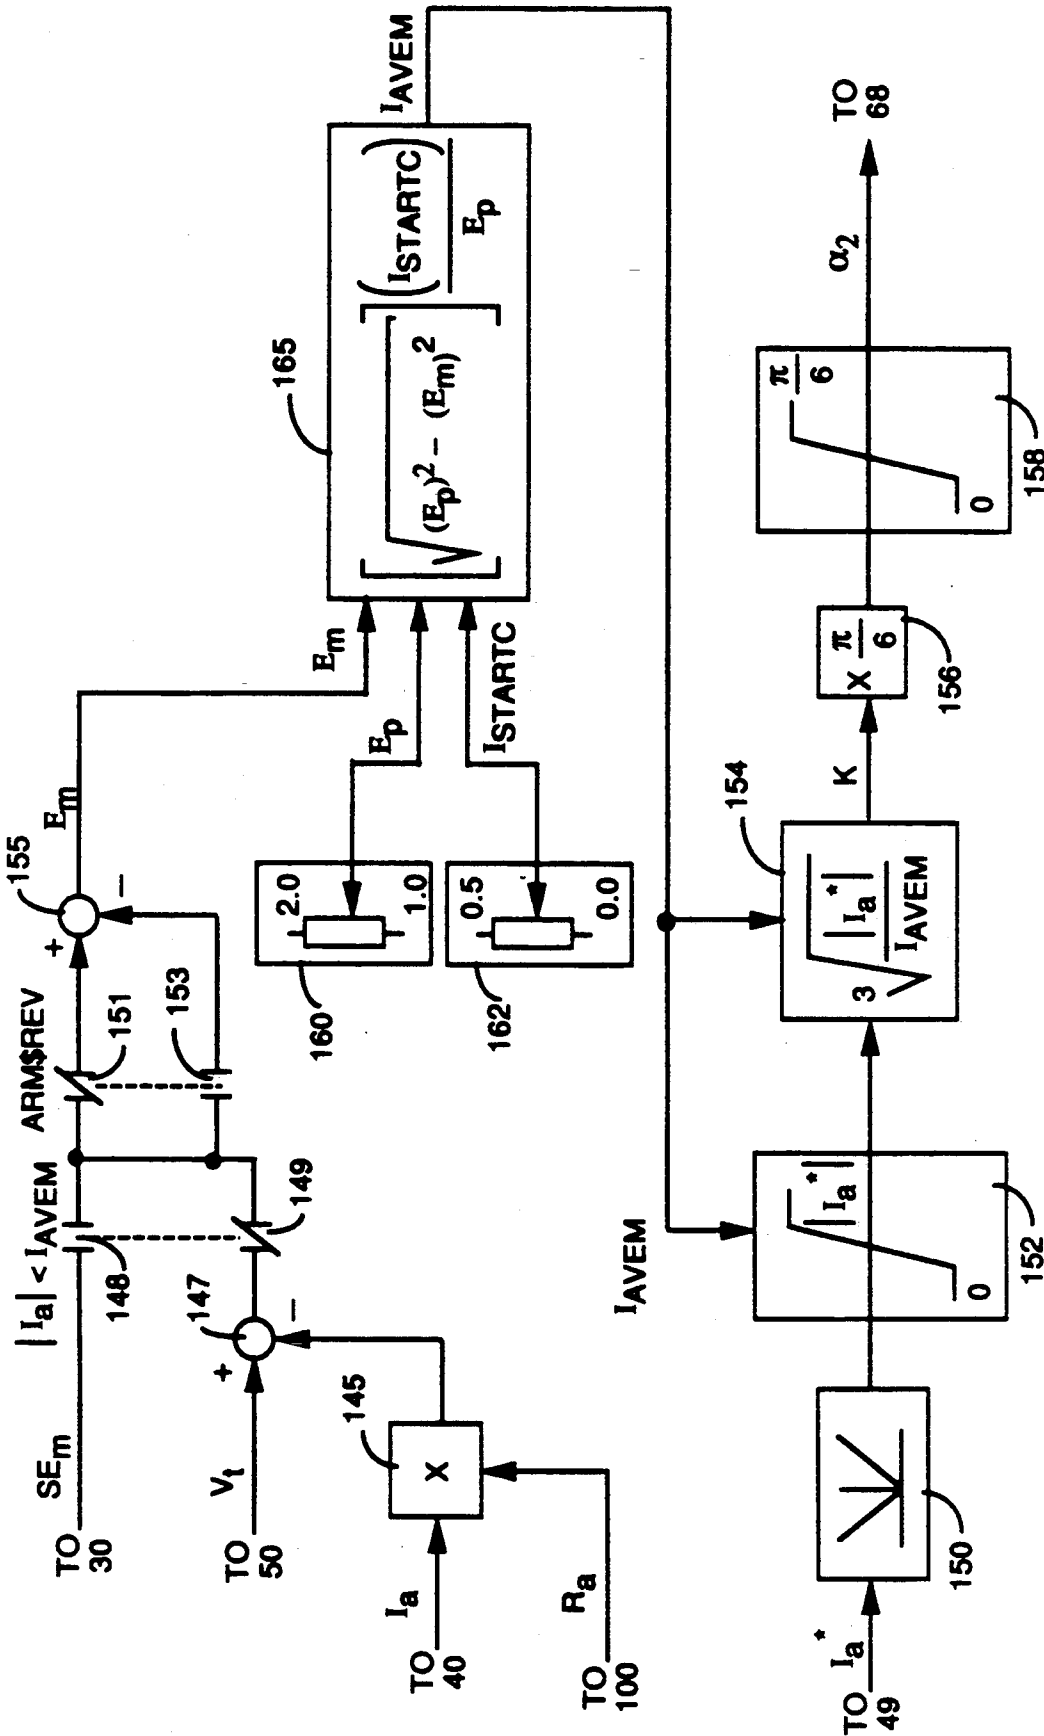 TO
30
SEm
|Ia| < IAVEM
148
ARM$REV
151
153
155
+
−
Em
Em
TO
50
Vt
+
147
−
149
TO
40
Ia
145
X
TO
100
Ra
160
2.0
1.0
Ep
162
0.5
0.0
ISTARTC
165
[√(Ep)² − (Em)²] (ISTARTC)/Ep
IAVEM
IAVEM
TO
49
Ia*
150
|Ia*|
0
152
154
3√|Ia*|/IAVEM
K
X π/6
156
π/6
0
158
α2
TO
68